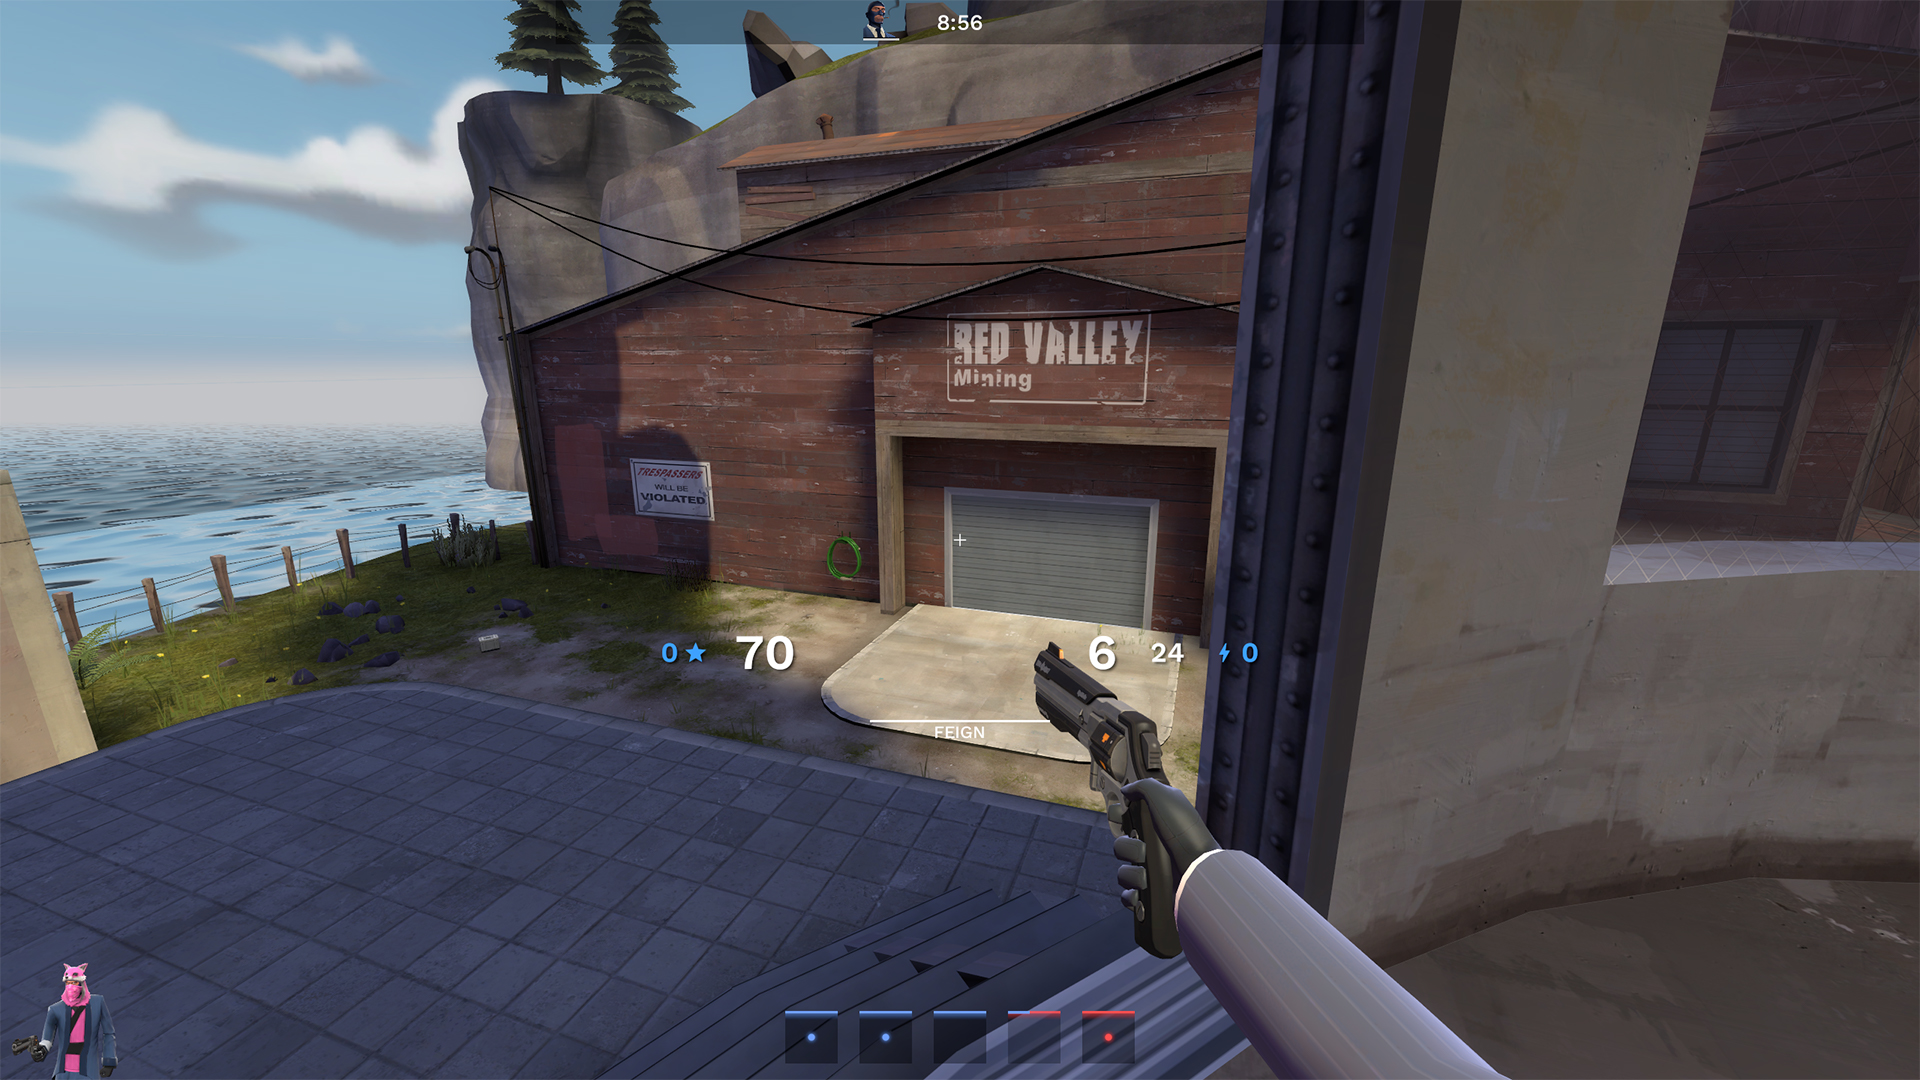 8:56
RED VALLEY
Mining
TRESPASSERS
WILL BE
VIOLATED
0 70 6 24 0
FEIGN